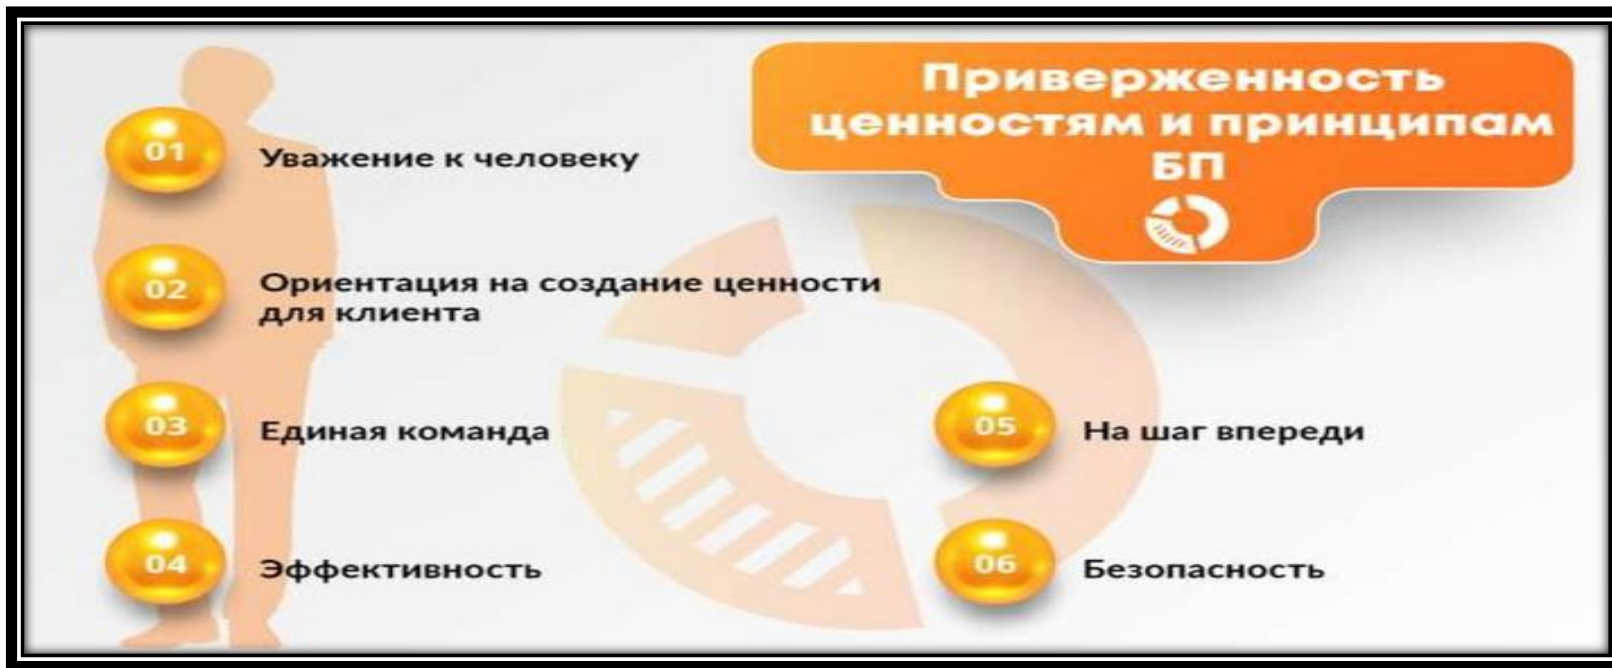 Приверженность
ценностям и принципам
БП
01
Уважение к человеку
02
Ориентация на создание ценности
для клиента
03
Единая команда
04
Эффективность
05
На шаг впереди
06
Безопасность